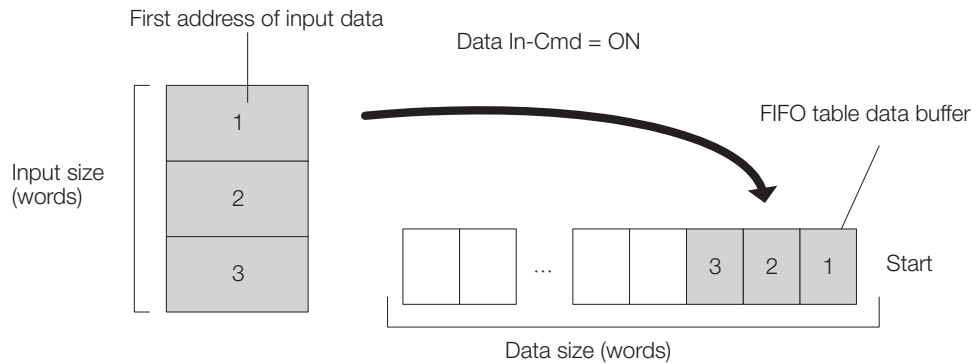 First address of input data
Data In-Cmd = ON
FIFO table data buffer
Input size
(words)
1
2
3
...
3 2 1
Start
Data size (words)